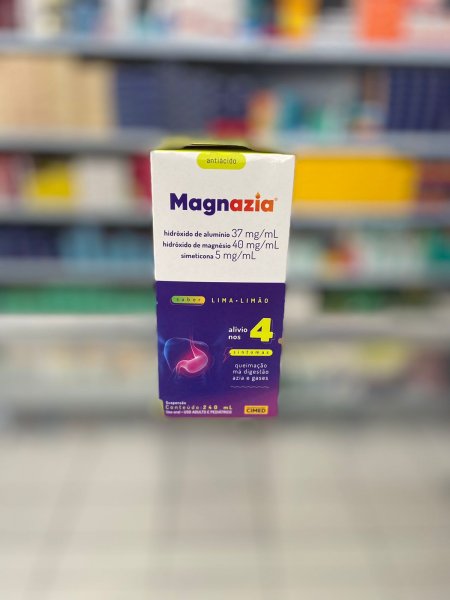 antiácido
Magnazia
hidróxido de alumínio 37 mg/mL
hidróxido de magnésio 40 mg/mL
simeticona 5 mg/mL
sabor LIMA-LIMÃO
alívio
nos 4
sintomas
queimação
má digestão
azia e gases
Suspensão
Conteúdo 240 mL
Uso oral - USO ADULTO E PEDIÁTRICO
CIMED